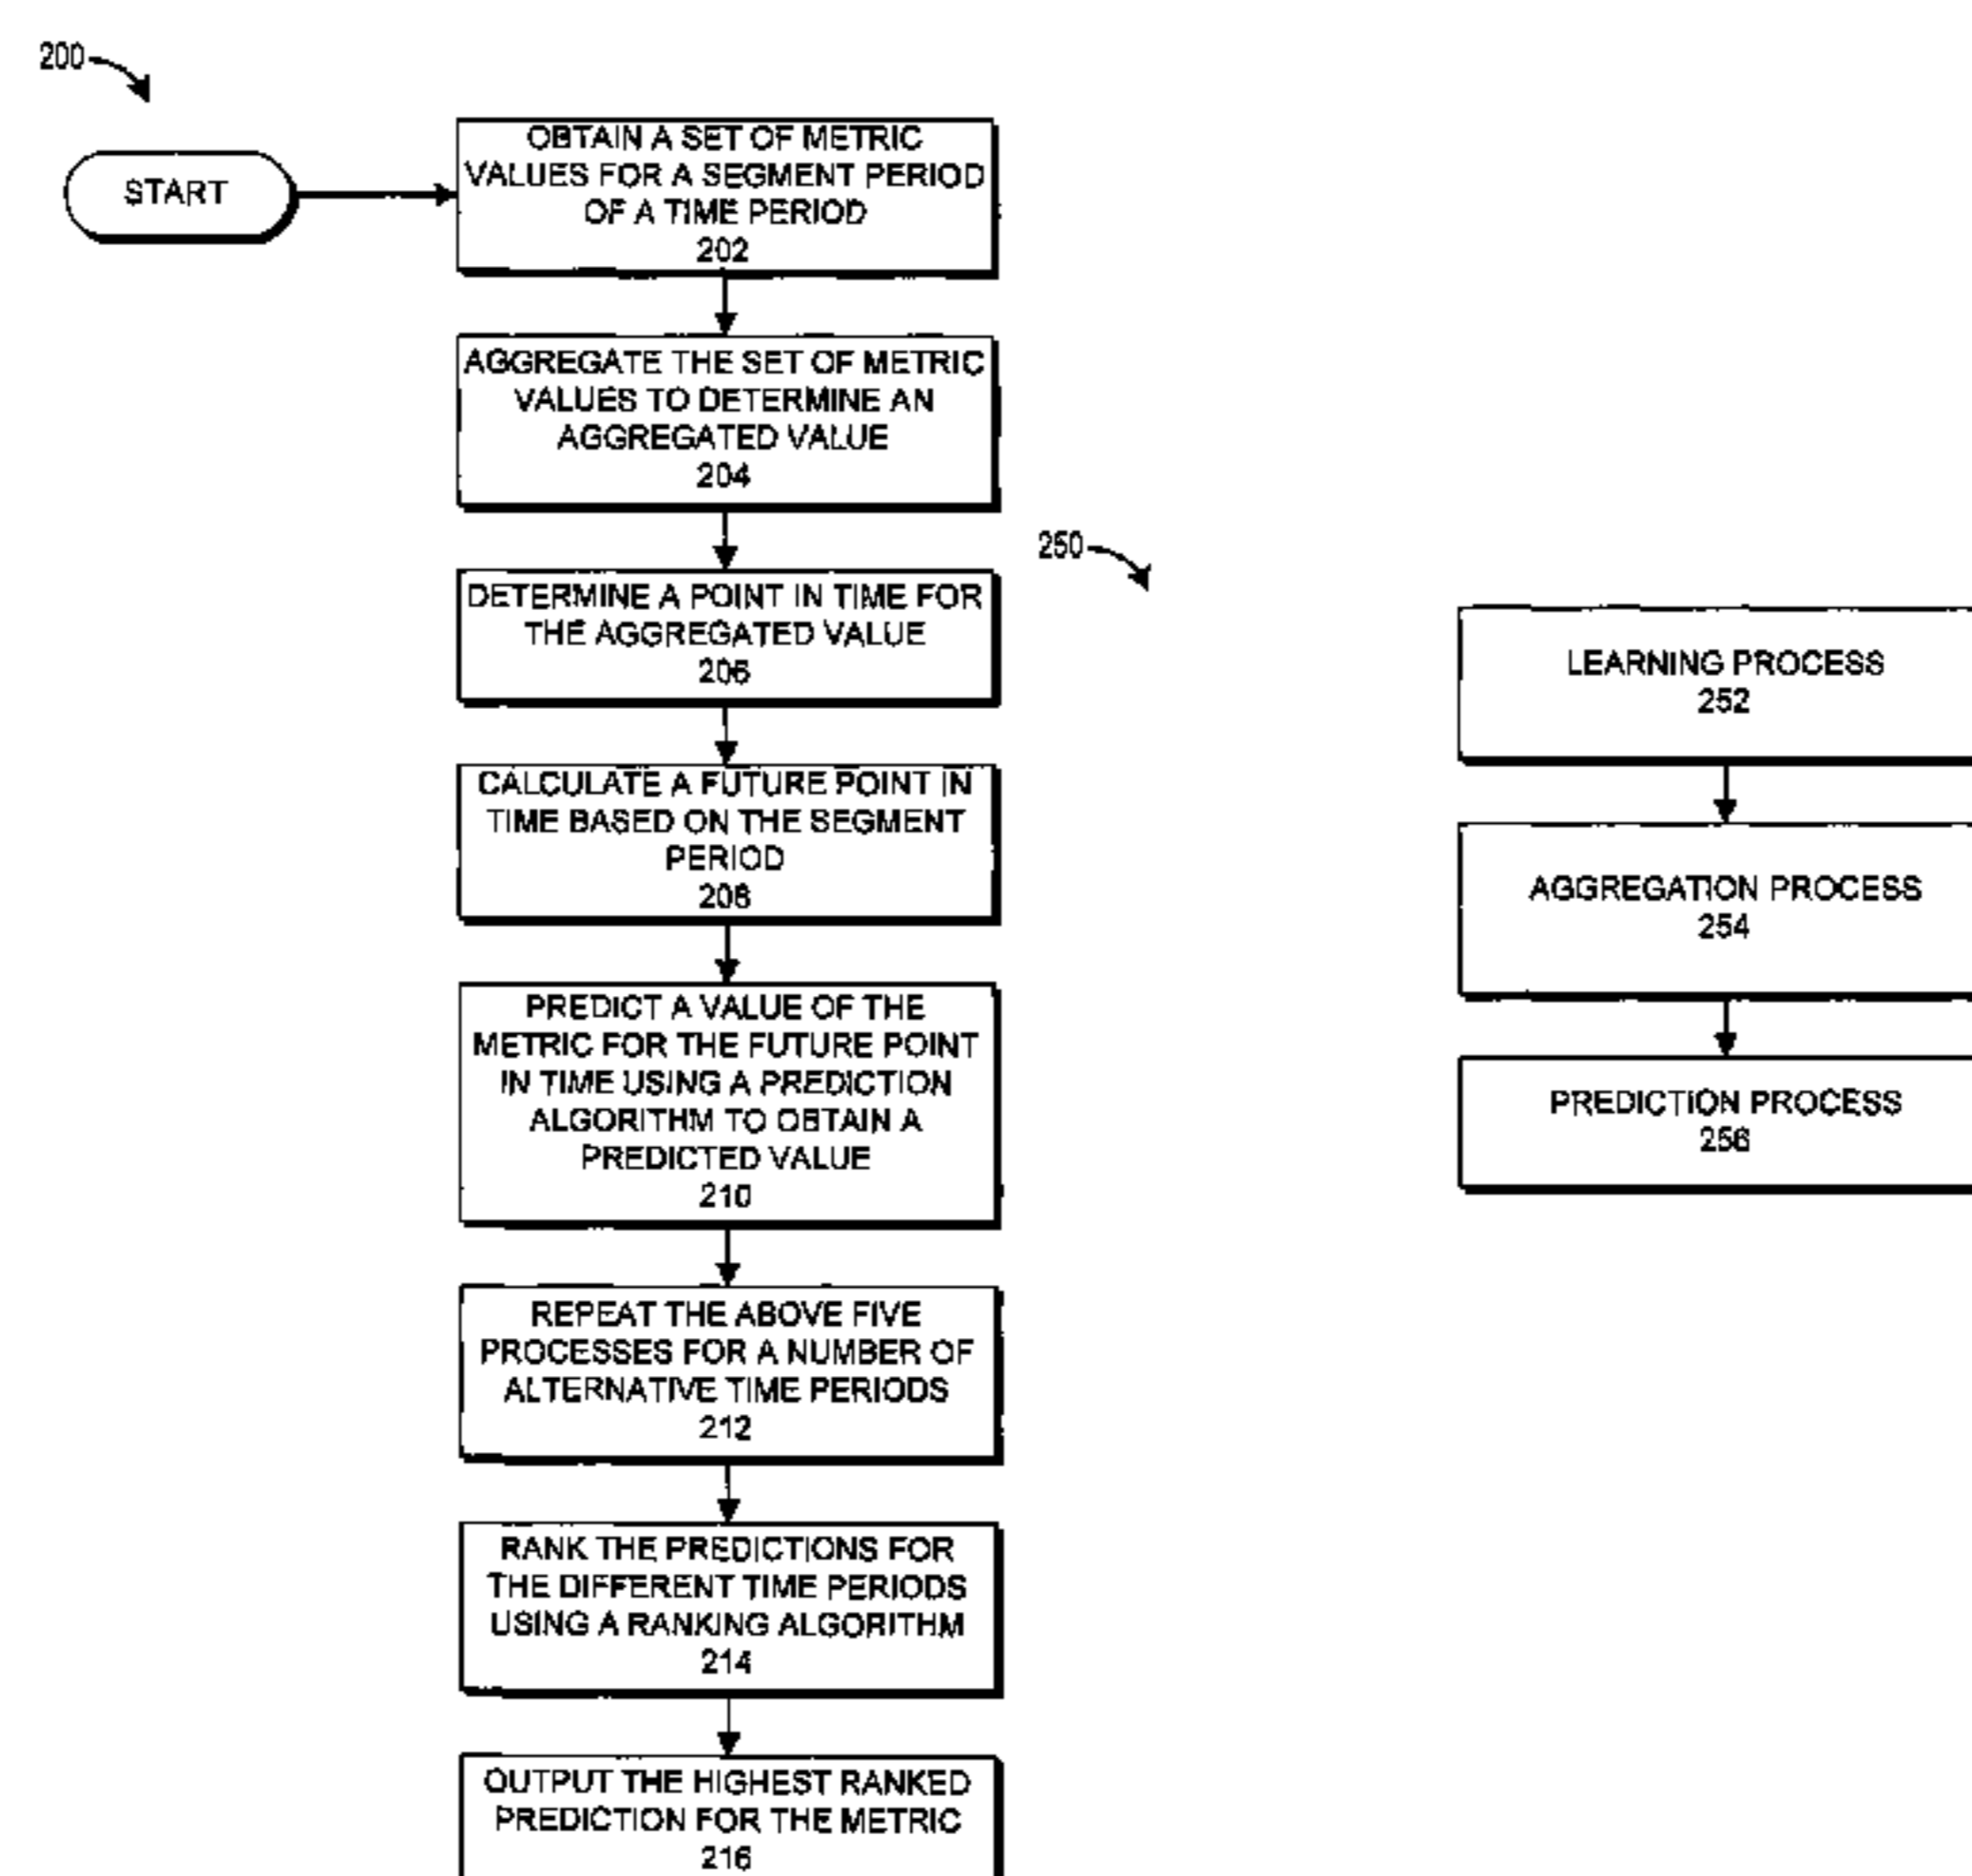 200
START
OBTAIN A SET OF METRIC
VALUES FOR A SEGMENT PERIOD
OF A TIME PERIOD
202
AGGREGATE THE SET OF METRIC
VALUES TO DETERMINE AN
AGGREGATED VALUE
204
DETERMINE A POINT IN TIME FOR
THE AGGREGATED VALUE
206
CALCULATE A FUTURE POINT IN
TIME BASED ON THE SEGMENT
PERIOD
208
PREDICT A VALUE OF THE
METRIC FOR THE FUTURE POINT
IN TIME USING A PREDICTION
ALGORITHM TO OBTAIN A
PREDICTED VALUE
210
REPEAT THE ABOVE FIVE
PROCESSES FOR A NUMBER OF
ALTERNATIVE TIME PERIODS
212
RANK THE PREDICTIONS FOR
THE DIFFERENT TIME PERIODS
USING A RANKING ALGORITHM
214
OUTPUT THE HIGHEST RANKED
PREDICTION FOR THE METRIC
216
250
LEARNING PROCESS
252
AGGREGATION PROCESS
254
PREDICTION PROCESS
256